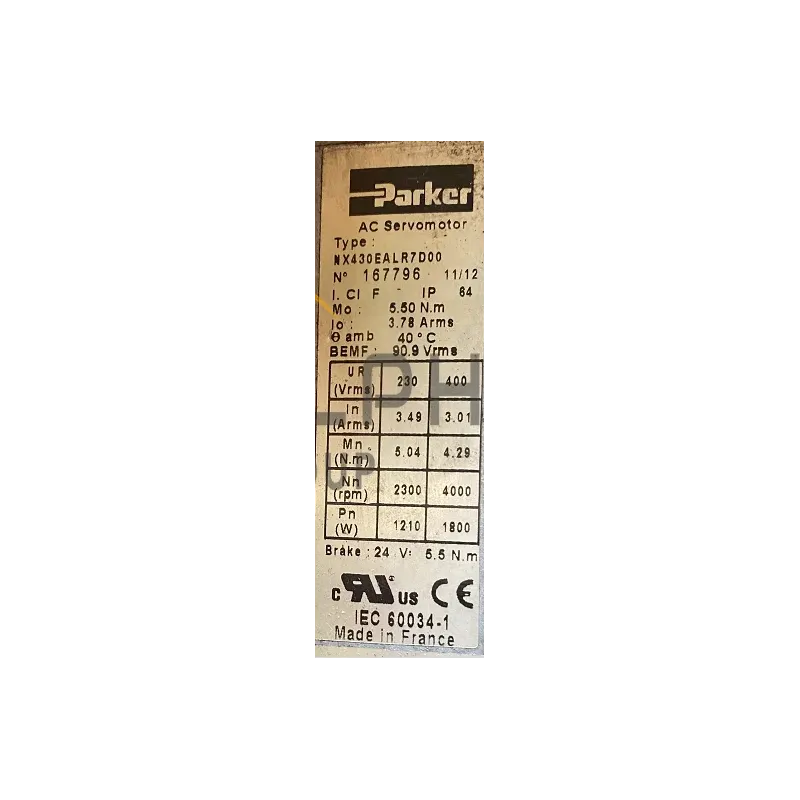 Parker
AC Servomotor
Type :
NX430EALR7D00
N° 167796 11/12
I. Cl F - IP 64
Mo : 5.50 N.m
Io : 3.78 Arms
θ amb 40 °C
BEMF : 90.9 Vrms
UR (Vrms) 230 400
In (Arms) 3.49 3.01
Mn (N.m) 5.04 4.29
Nn (rpm) 2300 4000
Pn (W) 1210 1800
Brake : 24 V: 5.5 N.m
c RU ® US CE
IEC 60034-1
Made in France
LPH
UP